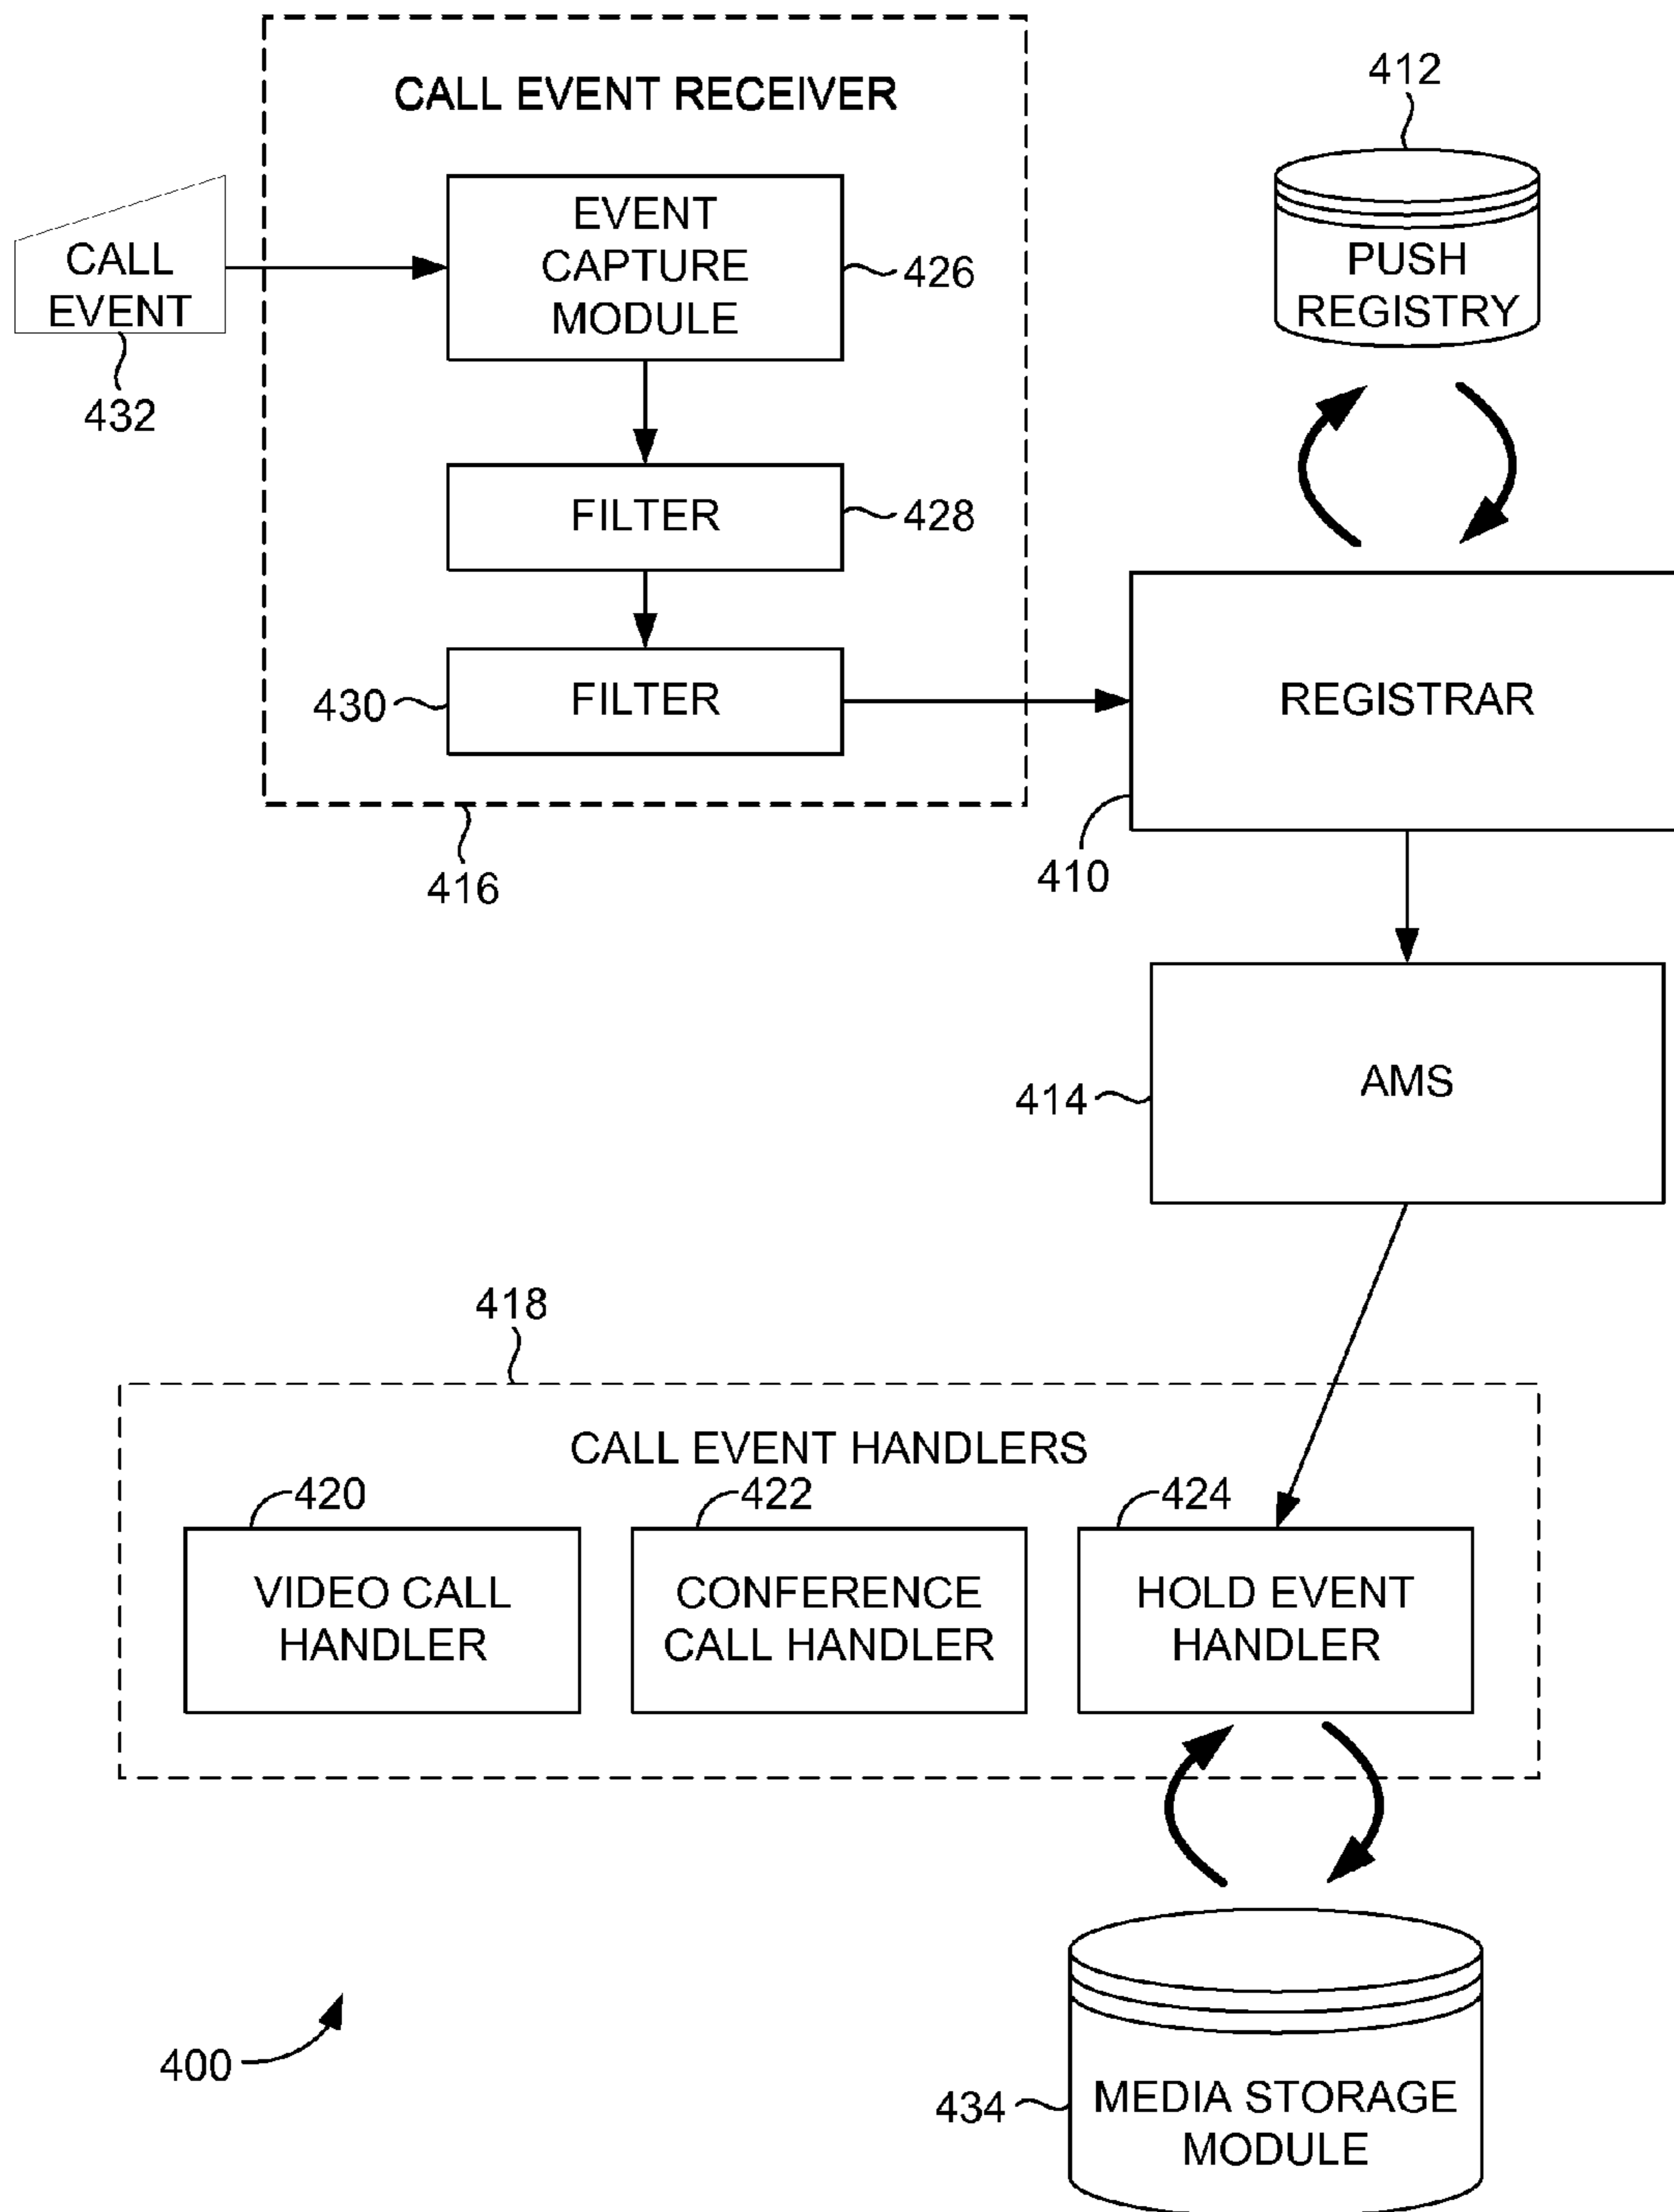 412
CALL EVENT RECEIVER
EVENT
CAPTURE
MODULE
426
CALL
EVENT
432
PUSH
REGISTRY
FILTER
428
FILTER
430
REGISTRAR
416
410
AMS
414
418
CALL EVENT HANDLERS
420
422
424
VIDEO CALL
HANDLER
CONFERENCE
CALL HANDLER
HOLD EVENT
HANDLER
400
434
MEDIA STORAGE
MODULE